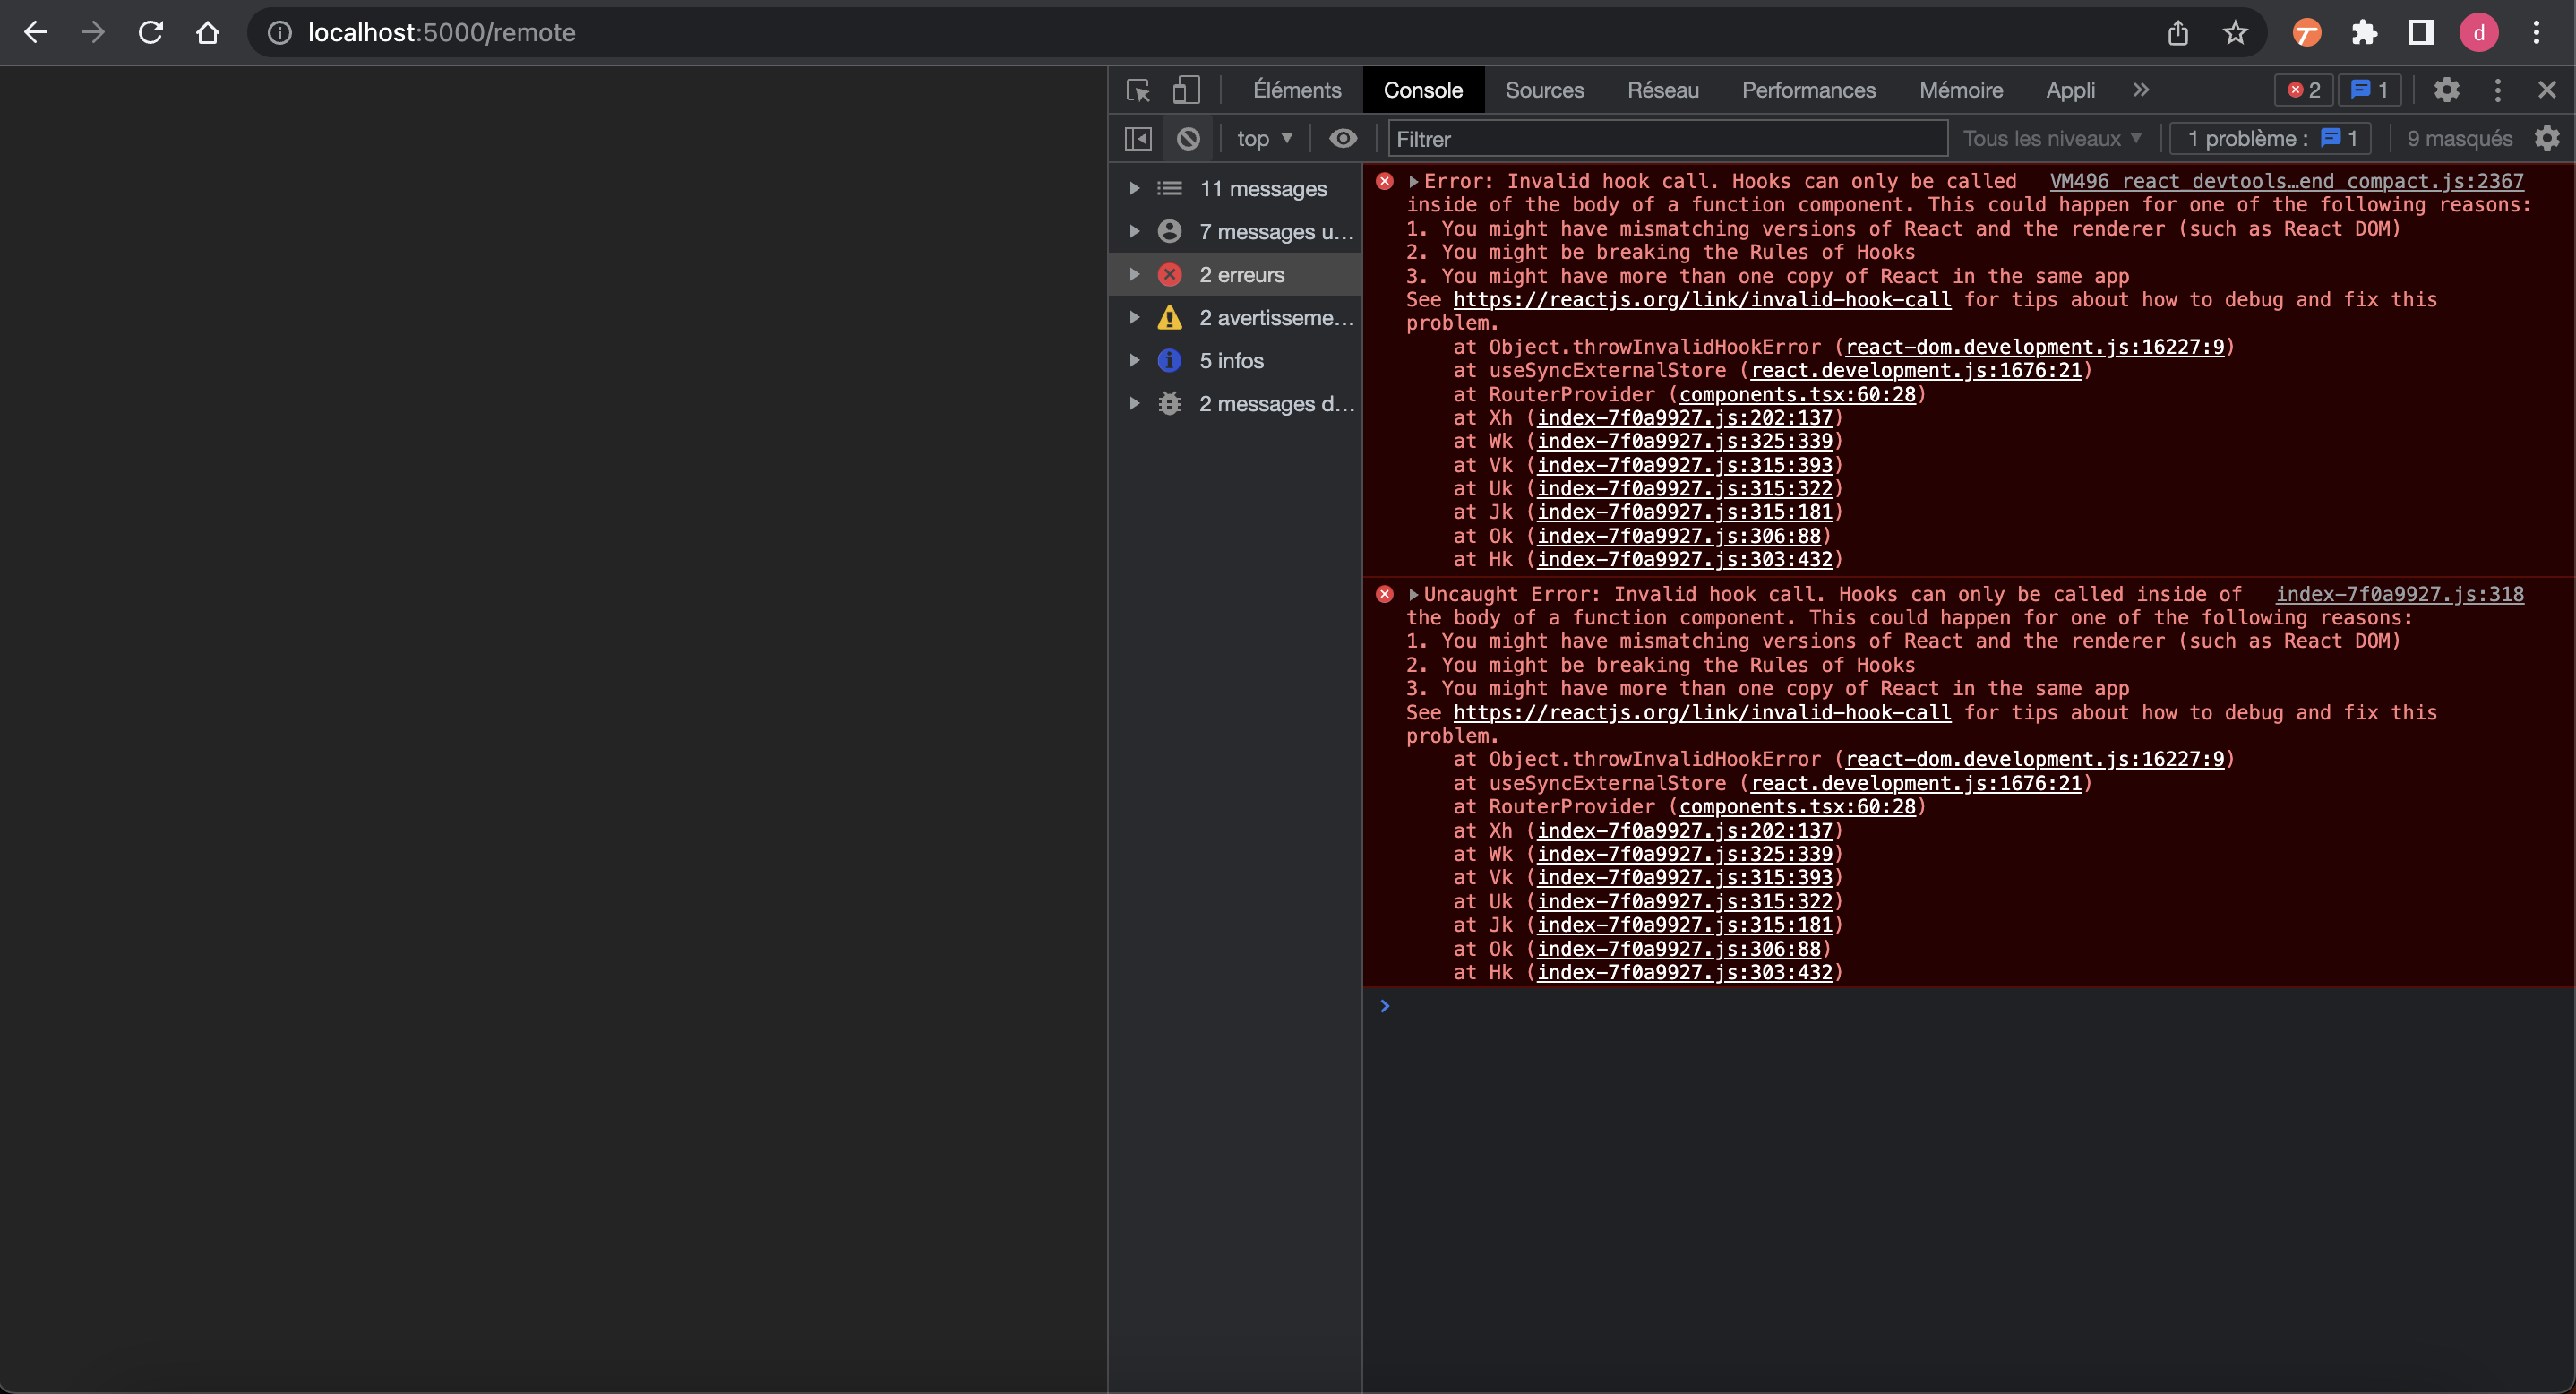 localhost:5000/remote
d
Éléments Console Sources Réseau Performances Mémoire Appli 2 1
top Filtrer Tous les niveaux 1 problème : 1 9 masqués
11 messages
7 messages u...
2 erreurs
2 avertisseme...
5 infos
2 messages d...
Error: Invalid hook call. Hooks can only be called VM496 react_devtools…end_compact.js:2367
inside of the body of a function component. This could happen for one of the following reasons:
1. You might have mismatching versions of React and the renderer (such as React DOM)
2. You might be breaking the Rules of Hooks
3. You might have more than one copy of React in the same app
See https://reactjs.org/link/invalid-hook-call for tips about how to debug and fix this
problem.
at Object.throwInvalidHookError (react-dom.development.js:16227:9)
at useSyncExternalStore (react.development.js:1676:21)
at RouterProvider (components.tsx:60:28)
at Xh (index-7f0a9927.js:202:137)
at Wk (index-7f0a9927.js:325:339)
at Vk (index-7f0a9927.js:315:393)
at Uk (index-7f0a9927.js:315:322)
at Jk (index-7f0a9927.js:315:181)
at Ok (index-7f0a9927.js:306:88)
at Hk (index-7f0a9927.js:303:432)
Uncaught Error: Invalid hook call. Hooks can only be called inside of index-7f0a9927.js:318
the body of a function component. This could happen for one of the following reasons:
1. You might have mismatching versions of React and the renderer (such as React DOM)
2. You might be breaking the Rules of Hooks
3. You might have more than one copy of React in the same app
See https://reactjs.org/link/invalid-hook-call for tips about how to debug and fix this
problem.
at Object.throwInvalidHookError (react-dom.development.js:16227:9)
at useSyncExternalStore (react.development.js:1676:21)
at RouterProvider (components.tsx:60:28)
at Xh (index-7f0a9927.js:202:137)
at Wk (index-7f0a9927.js:325:339)
at Vk (index-7f0a9927.js:315:393)
at Uk (index-7f0a9927.js:315:322)
at Jk (index-7f0a9927.js:315:181)
at Ok (index-7f0a9927.js:306:88)
at Hk (index-7f0a9927.js:303:432)